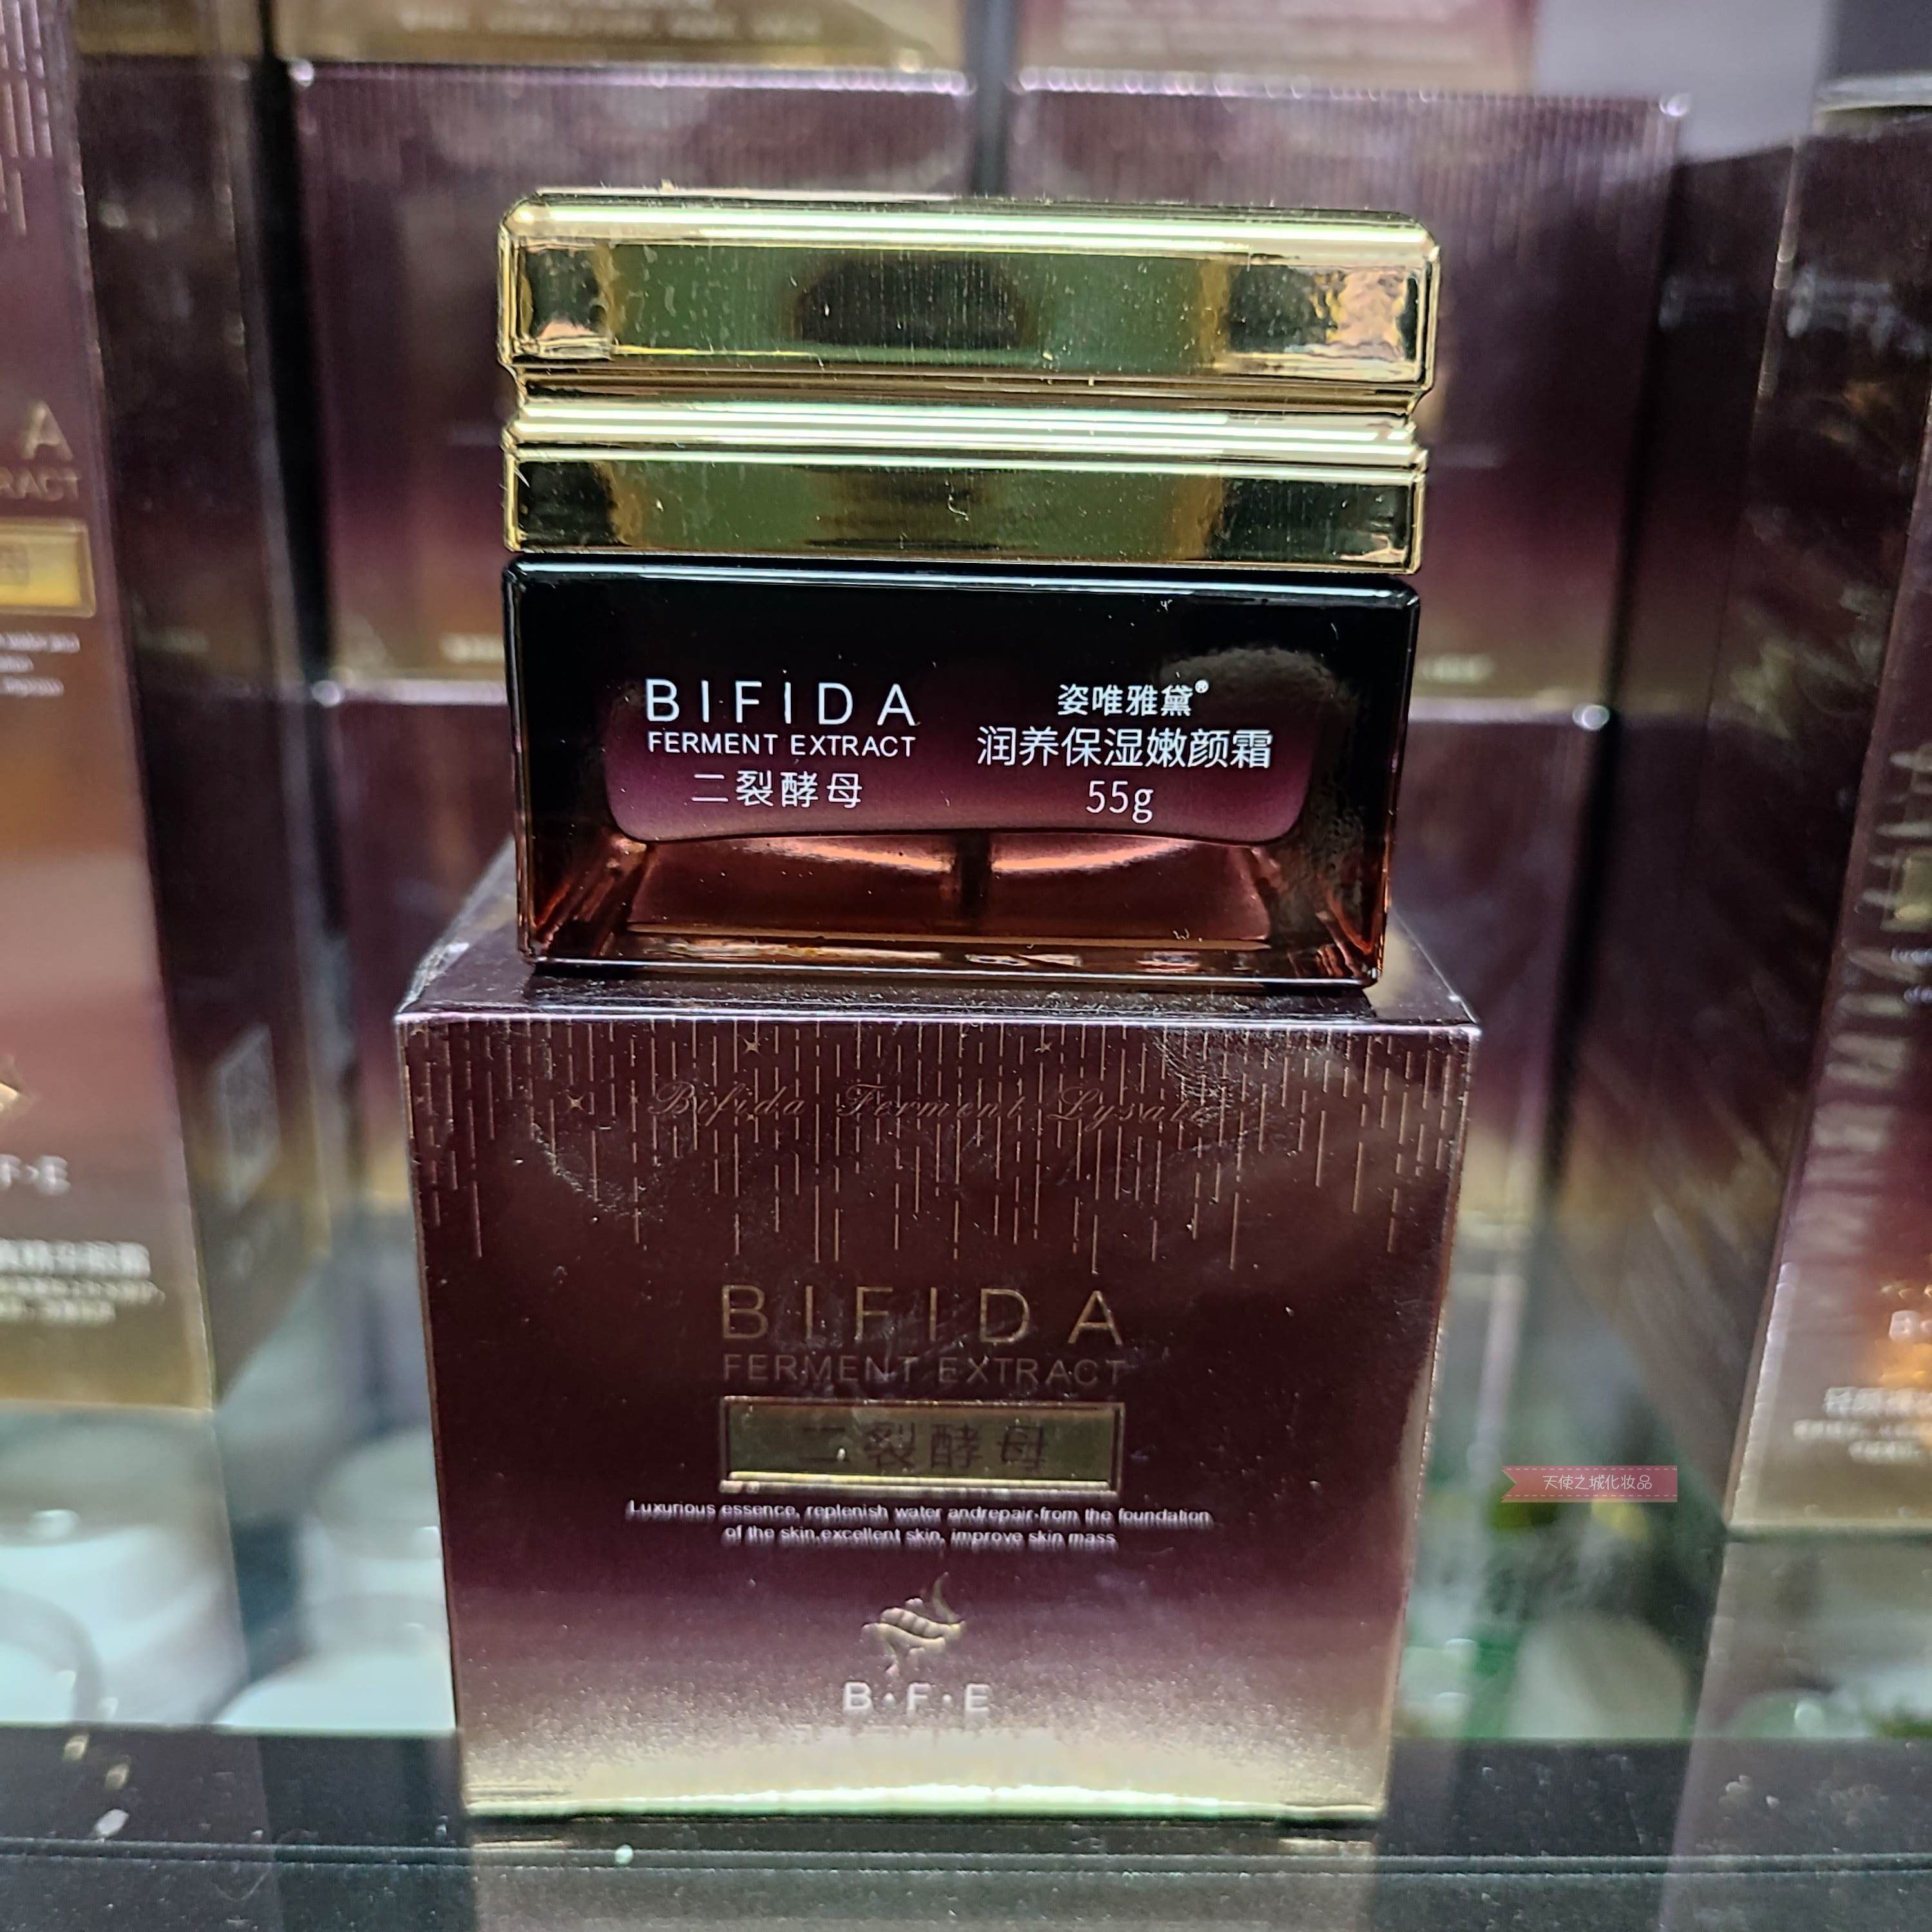 BIFIDA
FERMENT EXTRACT
二裂酵母
姿唯雅黛®
润养保湿嫩颜霜
55g
Bifida Ferment Lysate
BIFIDA
FERMENT EXTRACT
二裂酵母
Luxurious essence, replenish water andrepair from the foundation
of the skin,excellent skin, improve skin mass
B·F·E
天使之城化妆品
A
RACT
F·E